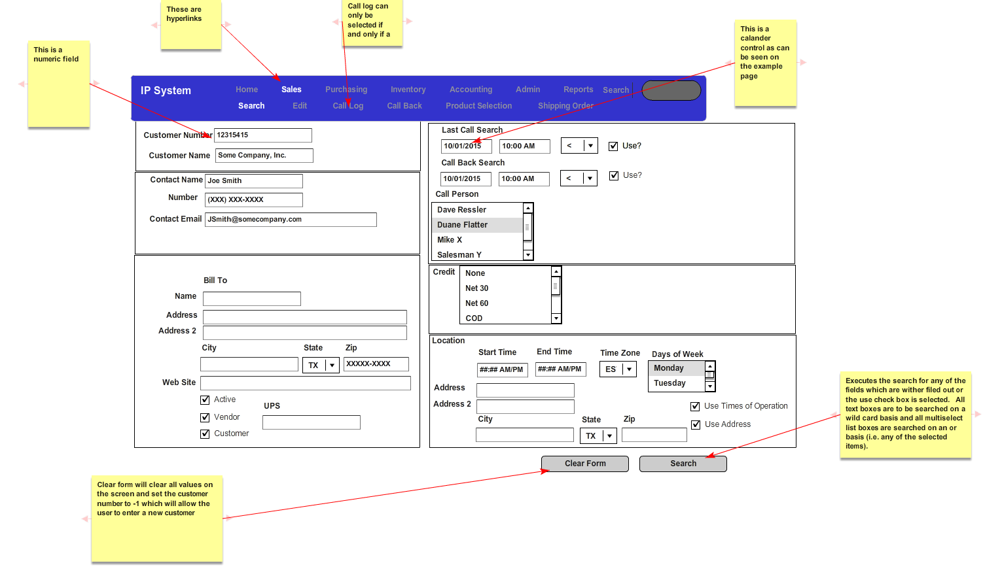 These are
hyperlinks
Call log can
only be
selected if
and only if a
This is a
calander
control as can
be seen on
the example
page
This is a
numeric field
IP System
Home Sales Purchasing Inventory Accounting Admin Reports Search
Search Edit Call Log Call Back Product Selection Shipping Order
Customer Number 12315415
Customer Name Some Company, Inc.
Contact Name Joe Smith
Number (XXX) XXX-XXXX
Contact Email JSmith@somecompany.com
Bill To
Name
Address
Address 2
City State Zip
TX XXXXX-XXXX
Web Site
Active
Vendor
Customer
UPS
Last Call Search
10/01/2015 10:00 AM < Use?
Call Back Search
10/01/2015 10:00 AM < Use?
Call Person
Dave Ressler
Duane Flatter
Mike X
Salesman Y
Credit
None
Net 30
Net 60
COD
Location
Start Time End Time Time Zone Days of Week
##:## AM/PM ##:## AM/PM ES Monday
Tuesday
Address
Address 2
Use Times of Operation
City State Zip
Use Address
TX
Clear Form Search
Executes the search for any of the
fields which are wither filed out or
the use check box is selected. All
text boxes are to be searched on a
wild card basis and all multiselect
list boxes are searched on an or
basis (i.e. any of the selected
items).
Clear form will clear all values on
the screen and set the customer
number to -1 which will allow the
user to enter a new customer